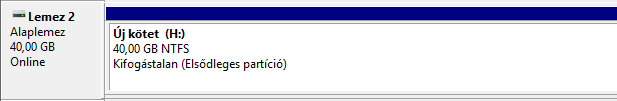 Lemez 2
Alaplemez
40,00 GB
Online
Új kötet (H:)
40,00 GB NTFS
Kifogástalan (Elsődleges partíció)